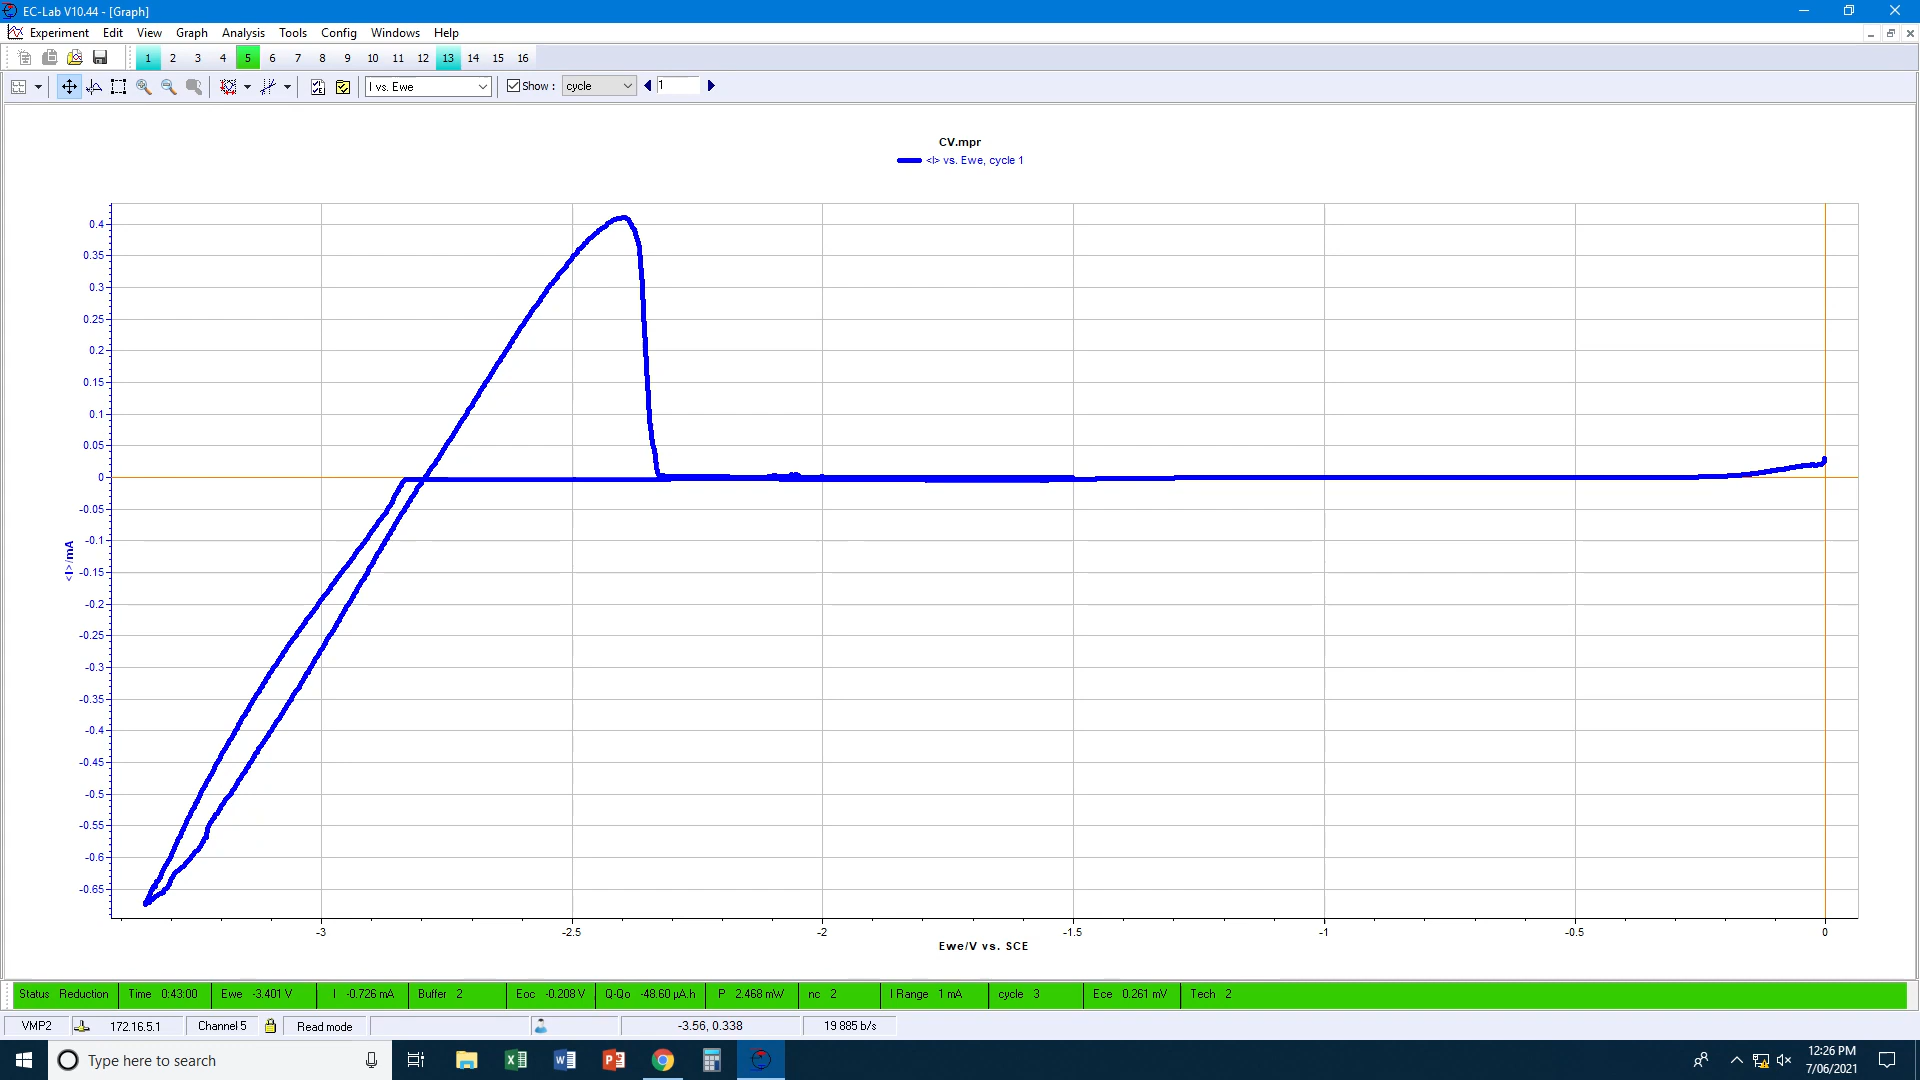 EC-Lab V10.44 - [Graph]
Experiment Edit View Graph Analysis Tools Config Windows Help
1 2 3 4 5 6 7 8 9 10 11 12 13 14 15 16
I vs. Ewe Show : cycle 1
CV.mpr
<I> vs. Ewe, cycle 1
0.4
0.35
0.3
0.25
0.2
0.15
0.1
0.05
0
-0.05
-0.1
-0.15
-0.2
-0.25
-0.3
-0.35
-0.4
-0.45
-0.5
-0.55
-0.6
-0.65
<I>/mA
-3 -2.5 -2 -1.5 -1 -0.5 0
Ewe/V vs. SCE
Status Reduction Time 0:43:00 Ewe -3.401 V I -0.726 mA Buffer 2 Eoc -0.208 V Q-Qo -48.60 µA.h P 2.468 mW nc 2 I Range 1 mA cycle 3 Ece 0.261 mV Tech 2
VMP2 172.16.5.1 Channel 5 Read mode -3.56, 0.338 19 885 b/s
Type here to search
12:26 PM
7/06/2021